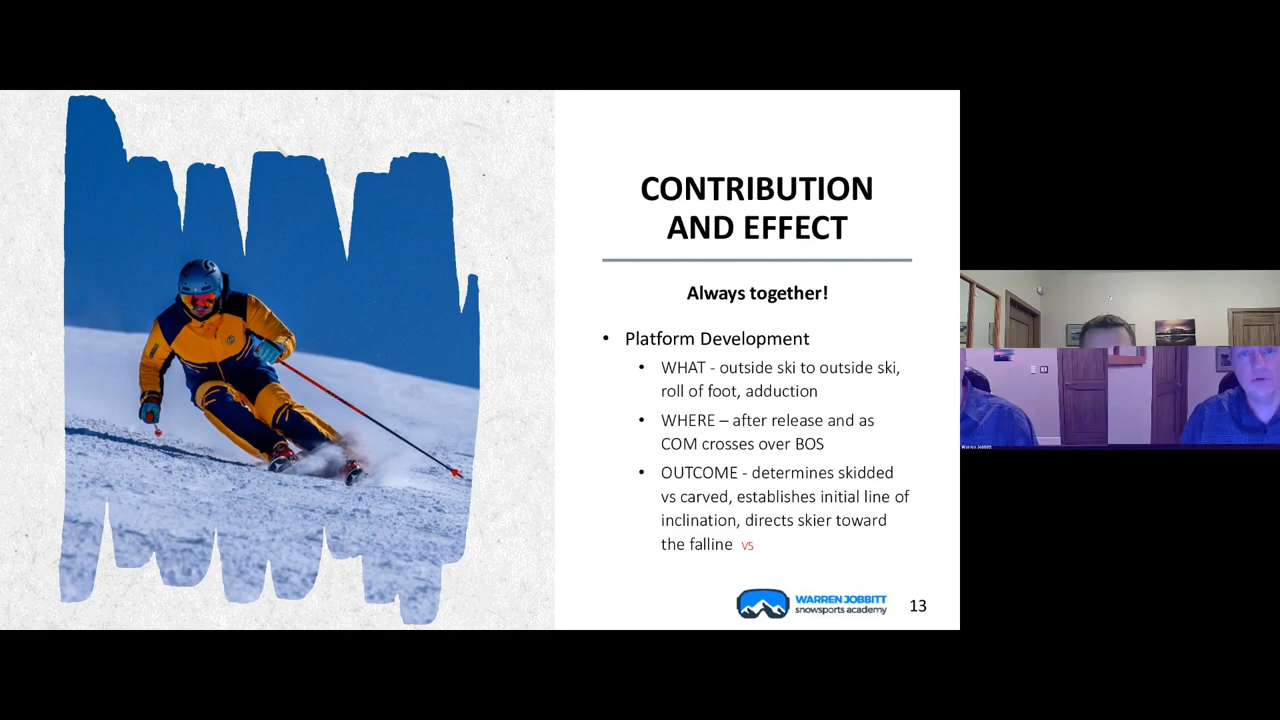 CONTRIBUTION
AND EFFECT
Always together!
• Platform Development
• WHAT - outside ski to outside ski,
roll of foot, adduction
• WHERE – after release and as
COM crosses over BOS
• OUTCOME - determines skidded
vs carved, establishes initial line of
inclination, directs skier toward
the falline VS
WARREN JOBBITT
snowsports academy
13
Warren Jobbitt